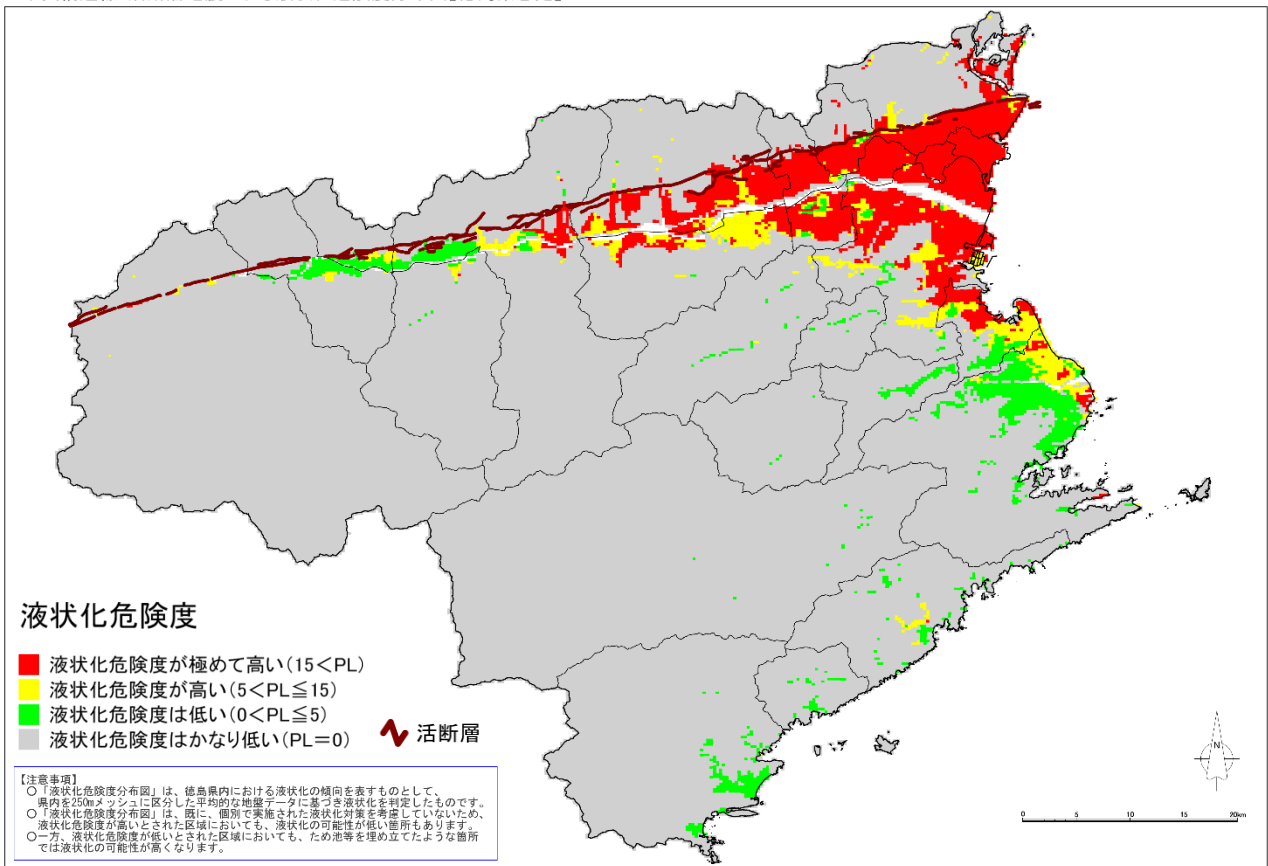 液状化危険度
液状化危険度が極めて高い(15<PL)
液状化危険度が高い(5<PL≦15)
液状化危険度は低い(0<PL≦5)
液状化危険度はかなり低い(PL=0)
活断層
【注意事項】
○「液状化危険度分布図」は、徳島県内における液状化の傾向を表すものとして、
県内を250mメッシュに区分した平均的な地盤データに基づき液状化を判定したものです。
○「液状化危険度分布図」は、既に、個別で実施された液状化対策を考慮していないため、
液状化危険度が高いとされた区域においても、液状化の可能性が低い箇所もあります。
○一方、液状化危険度が低いとされた区域においても、ため池等を埋め立てたような箇所
では液状化の可能性が高くなります。
N
0 5 10 15 20km